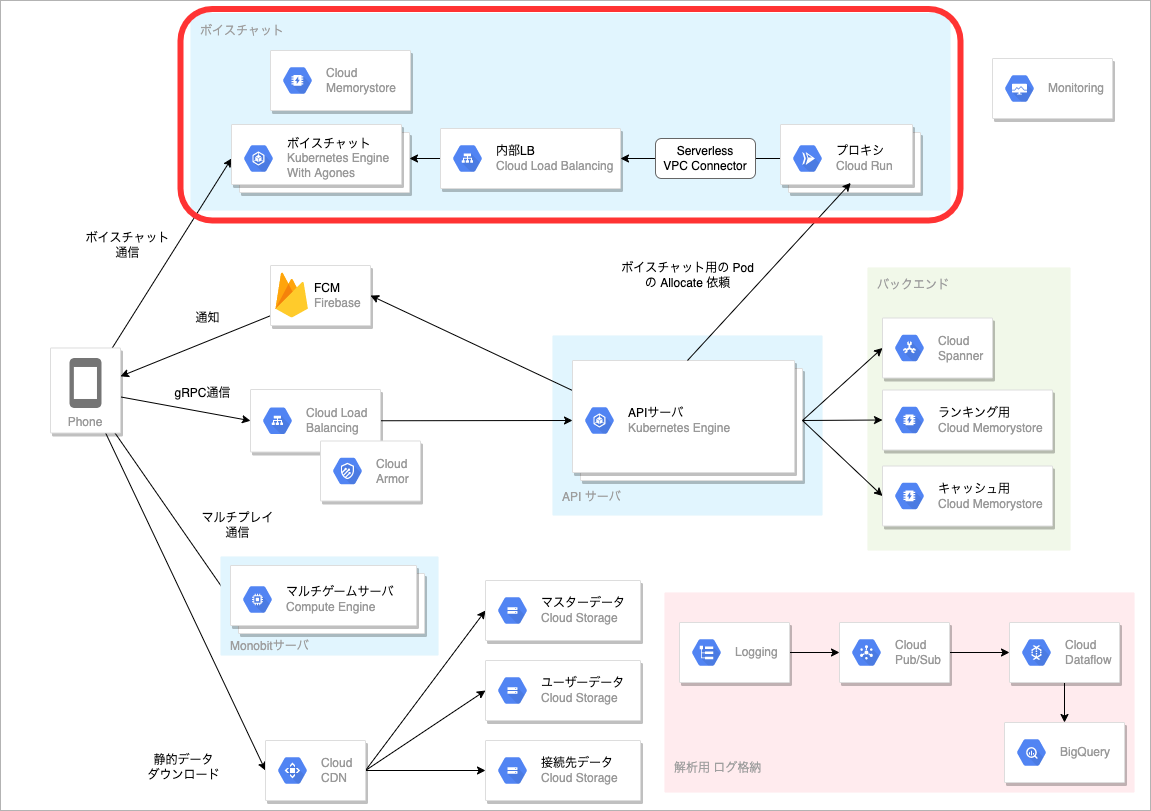 ボイスチャット
Cloud
Memorystore
Monitoring
ボイスチャット
Kubernetes Engine
With Agones
内部LB
Cloud Load Balancing
Serverless
VPC Connector
プロキシ
Cloud Run
ボイスチャット
通信
ボイスチャット用の Pod
の Allocate 依頼
FCM
Firebase
通知
バックエンド
Cloud
Spanner
Phone
gRPC通信
Cloud Load
Balancing
Cloud
Armor
APIサーバ
Kubernetes Engine
API サーバ
ランキング用
Cloud Memorystore
キャッシュ用
Cloud Memorystore
マルチプレイ
通信
マルチゲームサーバ
Compute Engine
Monobitサーバ
マスターデータ
Cloud Storage
ユーザーデータ
Cloud Storage
接続先データ
Cloud Storage
静的データ
ダウンロード
Cloud
CDN
Logging
Cloud
Pub/Sub
Cloud
Dataflow
BigQuery
解析用 ログ格納